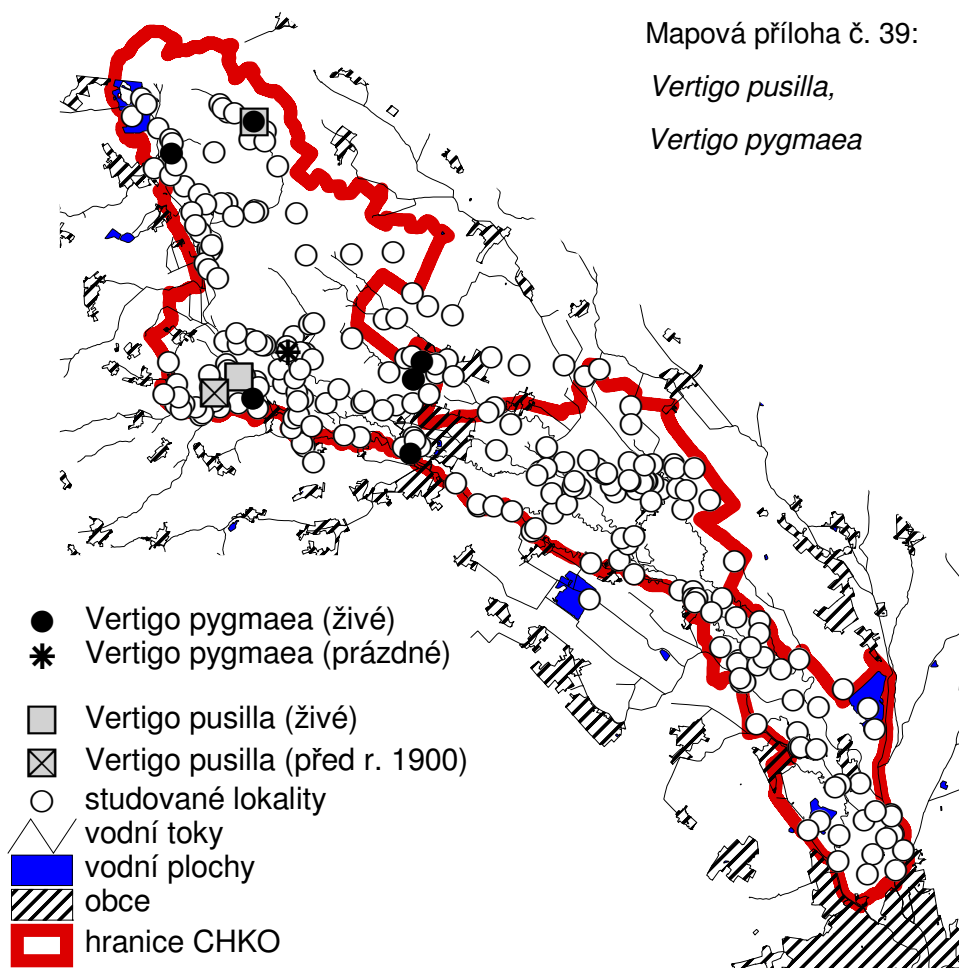 Mapová příloha č. 39:
Vertigo pusilla,
Vertigo pygmaea
Vertigo pygmaea (živé)
Vertigo pygmaea (prázdné)
Vertigo pusilla (živé)
Vertigo pusilla (před r. 1900)
studované lokality
vodní toky
vodní plochy
obce
hranice CHKO